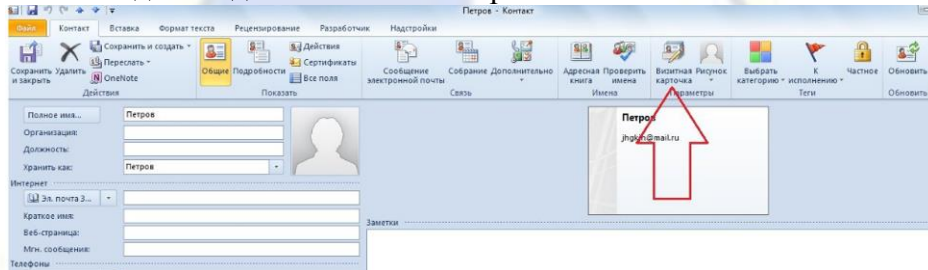 Петров - Контакт
Файл Контакт Вставка Формат текста Рецензирование Разработчик Надстройки
Сохранить и закрыть Удалить Сохранить и создать Переслать OneNote
Общие Подробности Действия Сертификаты Все поля
Сообщение электронной почты Собрание Дополнительно
Адресная книга Проверить имена
Визитная карточка Рисунок
Выбрать категорию К исполнению Частное
Обновить
Действия Показать Связь Имена Параметры Теги Обновить
Полное имя... Петров
Организация:
Должность:
Хранить как: Петров
Интернет
Эл. почта 3...
Краткое имя:
Веб-страница:
Мгн. сообщения:
Телефоны
Петров
@mail.ru
Заметки